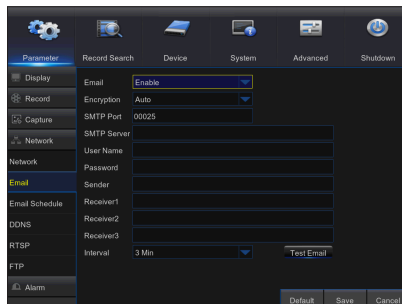 Parameter Record Search Device System Advanced Shutdown
Display
Record
Capture
Network
Network
Email
Email Schedule
DDNS
RTSP
FTP
Alarm
Email Enable
Encryption Auto
SMTP Port 00025
SMTP Server
User Name
Password
Sender
Receiver1
Receiver2
Receiver3
Interval 3 Min Test Email
Default Save Cancel